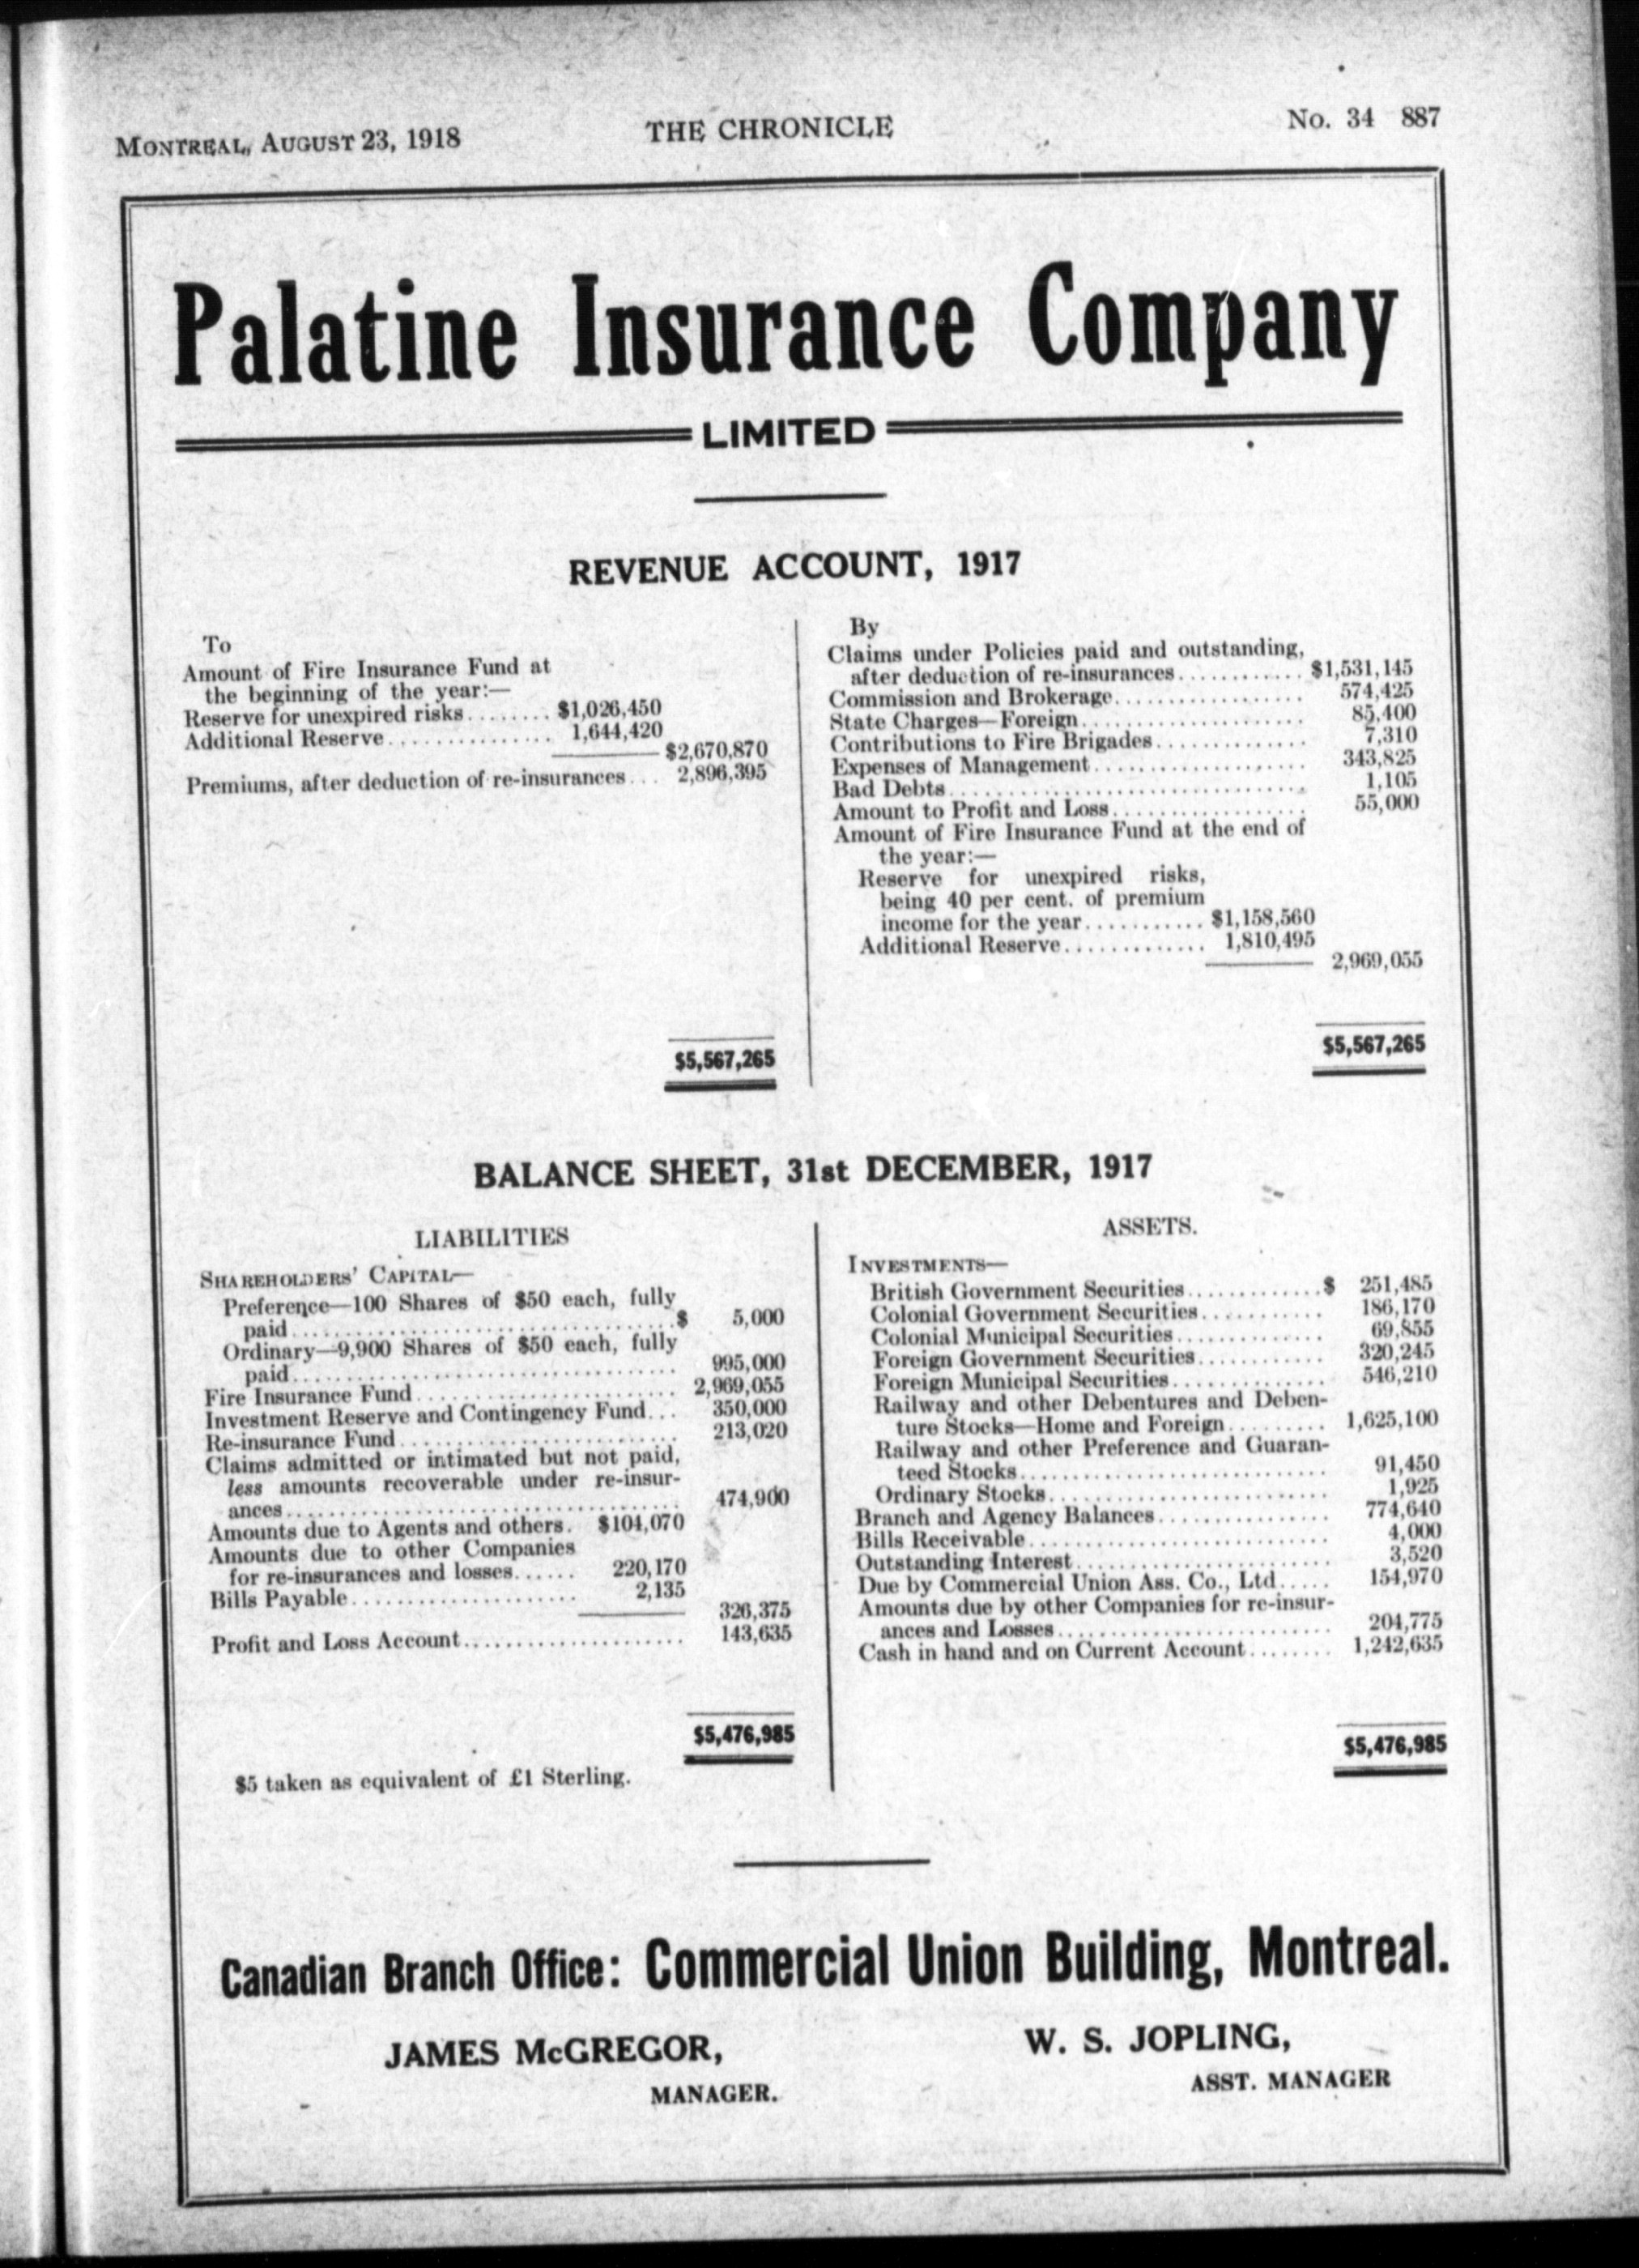 MONTREAL, AUGUST 23, 1918 THE CHRONICLE No. 34 887
Palatine Insurance Company
LIMITED
REVENUE ACCOUNT, 1917
To
Amount of Fire Insurance Fund at
the beginning of the year:—
Reserve for unexpired risks........ $1,026,450
Additional Reserve............... 1,644,420
$2,670,870
Premiums, after deduction of re-insurances... 2,896,395
$5,567,265
By
Claims under Policies paid and outstanding,
after deduction of re-insurances............ $1,531,145
Commission and Brokerage.................. 574,425
State Charges—Foreign..................... 85,400
Contributions to Fire Brigades.............. 7,310
Expenses of Management.................... 343,825
Bad Debts.................................. 1,105
Amount to Profit and Loss.................. 55,000
Amount of Fire Insurance Fund at the end of
the year:—
Reserve for unexpired risks,
being 40 per cent. of premium
income for the year........... $1,158,560
Additional Reserve............. 1,810,495
2,969,055
$5,567,265
BALANCE SHEET, 31st DECEMBER, 1917
LIABILITIES
SHAREHOLDERS' CAPITAL—
Preference—100 Shares of $50 each, fully
paid.....................................$ 5,000
Ordinary—9,900 Shares of $50 each, fully
paid..................................... 995,000
Fire Insurance Fund......................... 2,969,055
Investment Reserve and Contingency Fund... 350,000
Re-insurance Fund........................... 213,020
Claims admitted or intimated but not paid,
less amounts recoverable under re-insur-
ances...................................... 474,900
Amounts due to Agents and others. $104,070
Amounts due to other Companies
for re-insurances and losses...... 220,170
Bills Payable..................... 2,135
326,375
Profit and Loss Account..................... 143,635
$5,476,985
$5 taken as equivalent of £1 Sterling.
ASSETS.
INVESTMENTS—
British Government Securities.............$ 251,485
Colonial Government Securities............ 186,170
Colonial Municipal Securities.............. 69,855
Foreign Government Securities............ 320,245
Foreign Municipal Securities.............. 546,210
Railway and other Debentures and Deben-
ture Stocks—Home and Foreign......... 1,625,100
Railway and other Preference and Guaran-
teed Stocks.............................. 91,450
Ordinary Stocks........................... 1,925
Branch and Agency Balances................ 774,640
Bills Receivable............................ 4,000
Outstanding Interest........................ 3,520
Due by Commercial Union Ass. Co., Ltd..... 154,970
Amounts due by other Companies for re-insur-
ances and Losses.......................... 204,775
Cash in hand and on Current Account........ 1,242,635
$5,476,985
Canadian Branch Office: Commercial Union Building, Montreal.
JAMES McGREGOR,
MANAGER.
W. S. JOPLING,
ASST. MANAGER